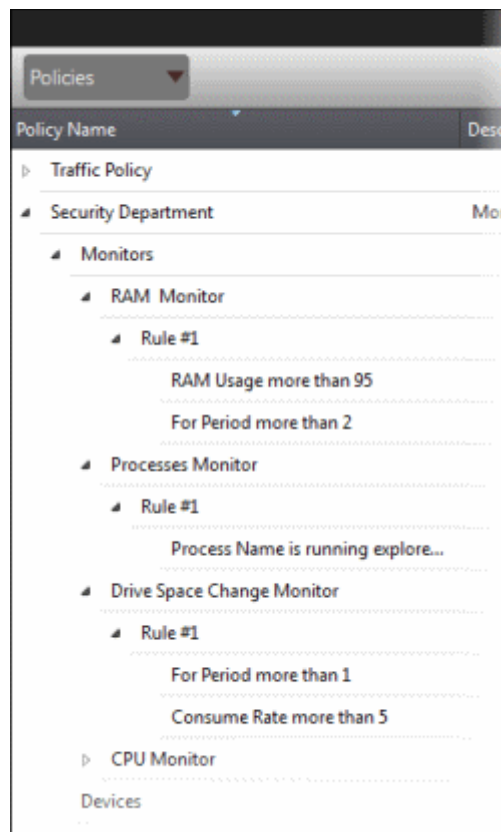 Policies
Policy Name Desc
Traffic Policy
Security Department Mo
Monitors
RAM Monitor
Rule #1
RAM Usage more than 95
For Period more than 2
Processes Monitor
Rule #1
Process Name is running explore...
Drive Space Change Monitor
Rule #1
For Period more than 1
Consume Rate more than 5
CPU Monitor
Devices